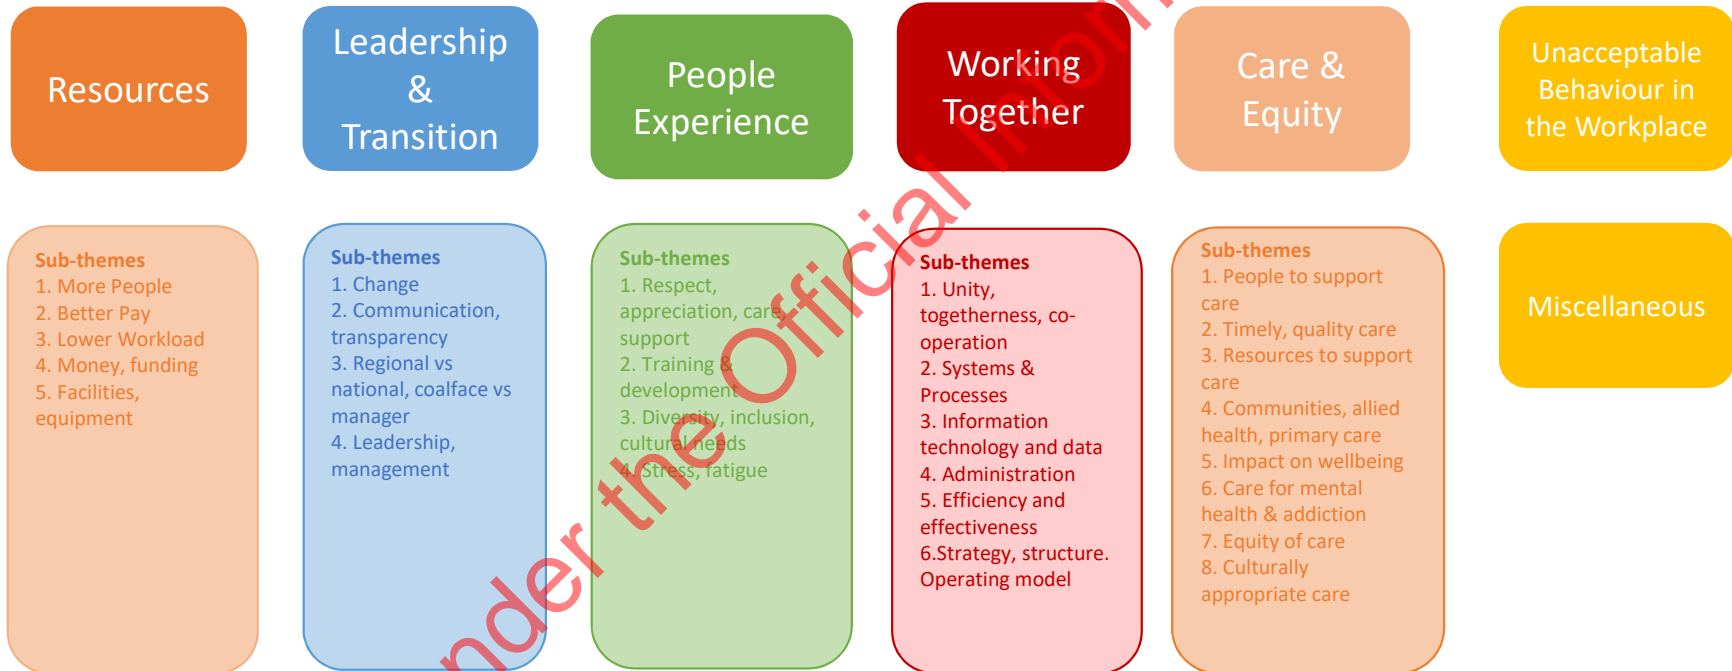 Resources
Leadership
&
Transition
People
Experience
Working
Together
Care &
Equity
Unacceptable
Behaviour in
the Workplace
Sub-themes
1. More People
2. Better Pay
3. Lower Workload
4. Money, funding
5. Facilities,
equipment
Sub-themes
1. Change
2. Communication,
transparency
3. Regional vs
national, coalface vs
manager
4. Leadership,
management
Sub-themes
1. Respect,
appreciation, care,
support
2. Training &
development
3. Diversity, inclusion,
cultural needs
4. Stress, fatigue
Sub-themes
1. Unity,
togetherness, co-
operation
2. Systems &
Processes
3. Information
technology and data
4. Administration
5. Efficiency and
effectiveness
6.Strategy, structure.
Operating model
Sub-themes
1. People to support
care
2. Timely, quality care
3. Resources to support
care
4. Communities, allied
health, primary care
5. Impact on wellbeing
6. Care for mental
health & addiction
7. Equity of care
8. Culturally
appropriate care
Miscellaneous
under the Official Inform